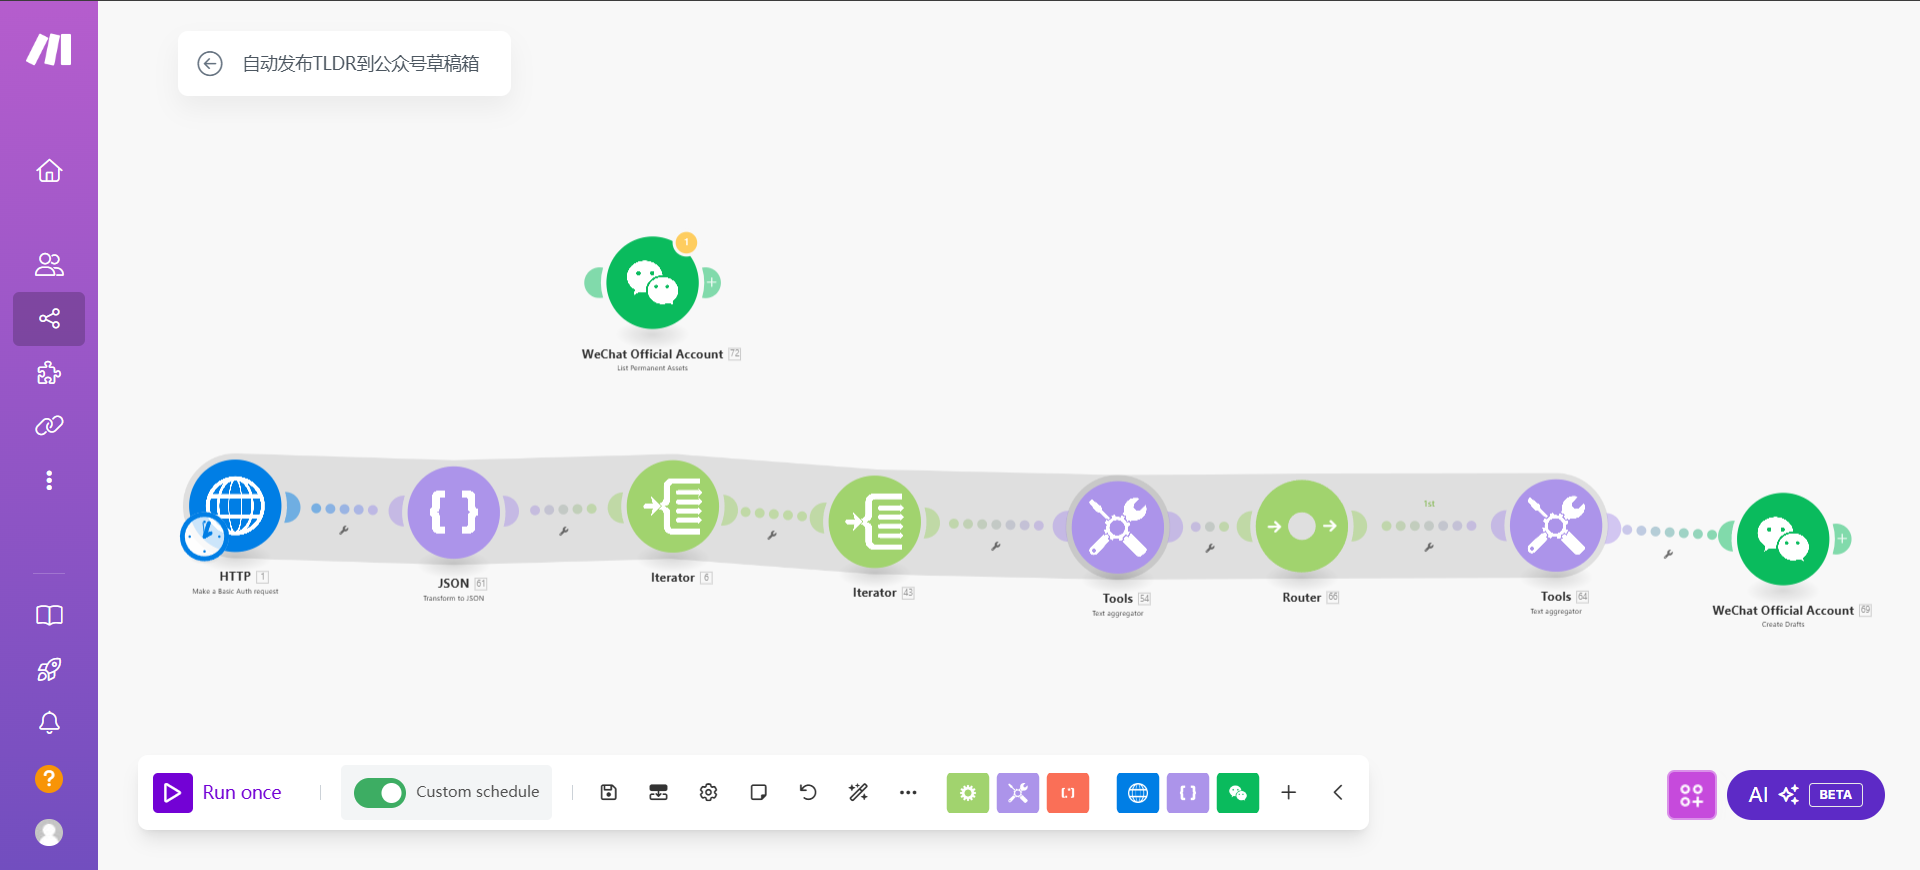 自动发布TLDR到公众号草稿箱
1
WeChat Official Account 72
List Permanent Assets
1st
HTTP 1
Make a Basic Auth request
JSON 61
Transform to JSON
Iterator 6
Iterator 43
Tools 54
Text aggregator
Router 66
Tools 64
Text aggregator
WeChat Official Account 69
Create Drafts
Run once
Custom schedule
AI BETA